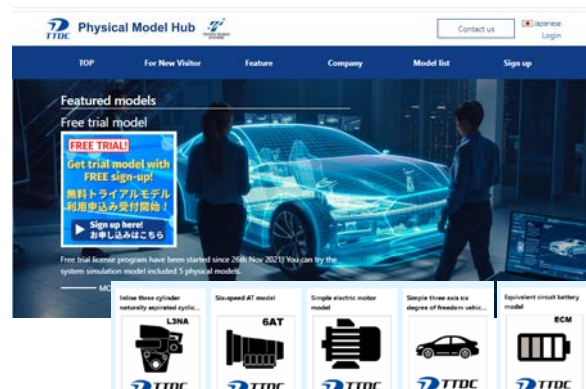 TTDC
Physical Model Hub
Contact us
Japanese
Login
TOP
For New Visitor
Feature
Company
Model list
Sign up
Featured models
Free trial model
FREE TRIAL!
Get trial model with
FREE sign-up!
無料トライアルモデル
利用申込み受付開始！
Sign up here!
お申し込みはこちら
Free trial license program have been started since 26th Nov 2021! You can try the
system simulation model included 5 physical models.
MO
Inline three cylinder
naturally aspirated cyclic...
L3NA
TTDC
Six-speed AT model
6AT
TTDC
Simple electric motor
model
TTDC
Simple three axis six
degree of freedom vehic...
TTDC
Equivalent circuit battery
model
ECM
TTDC